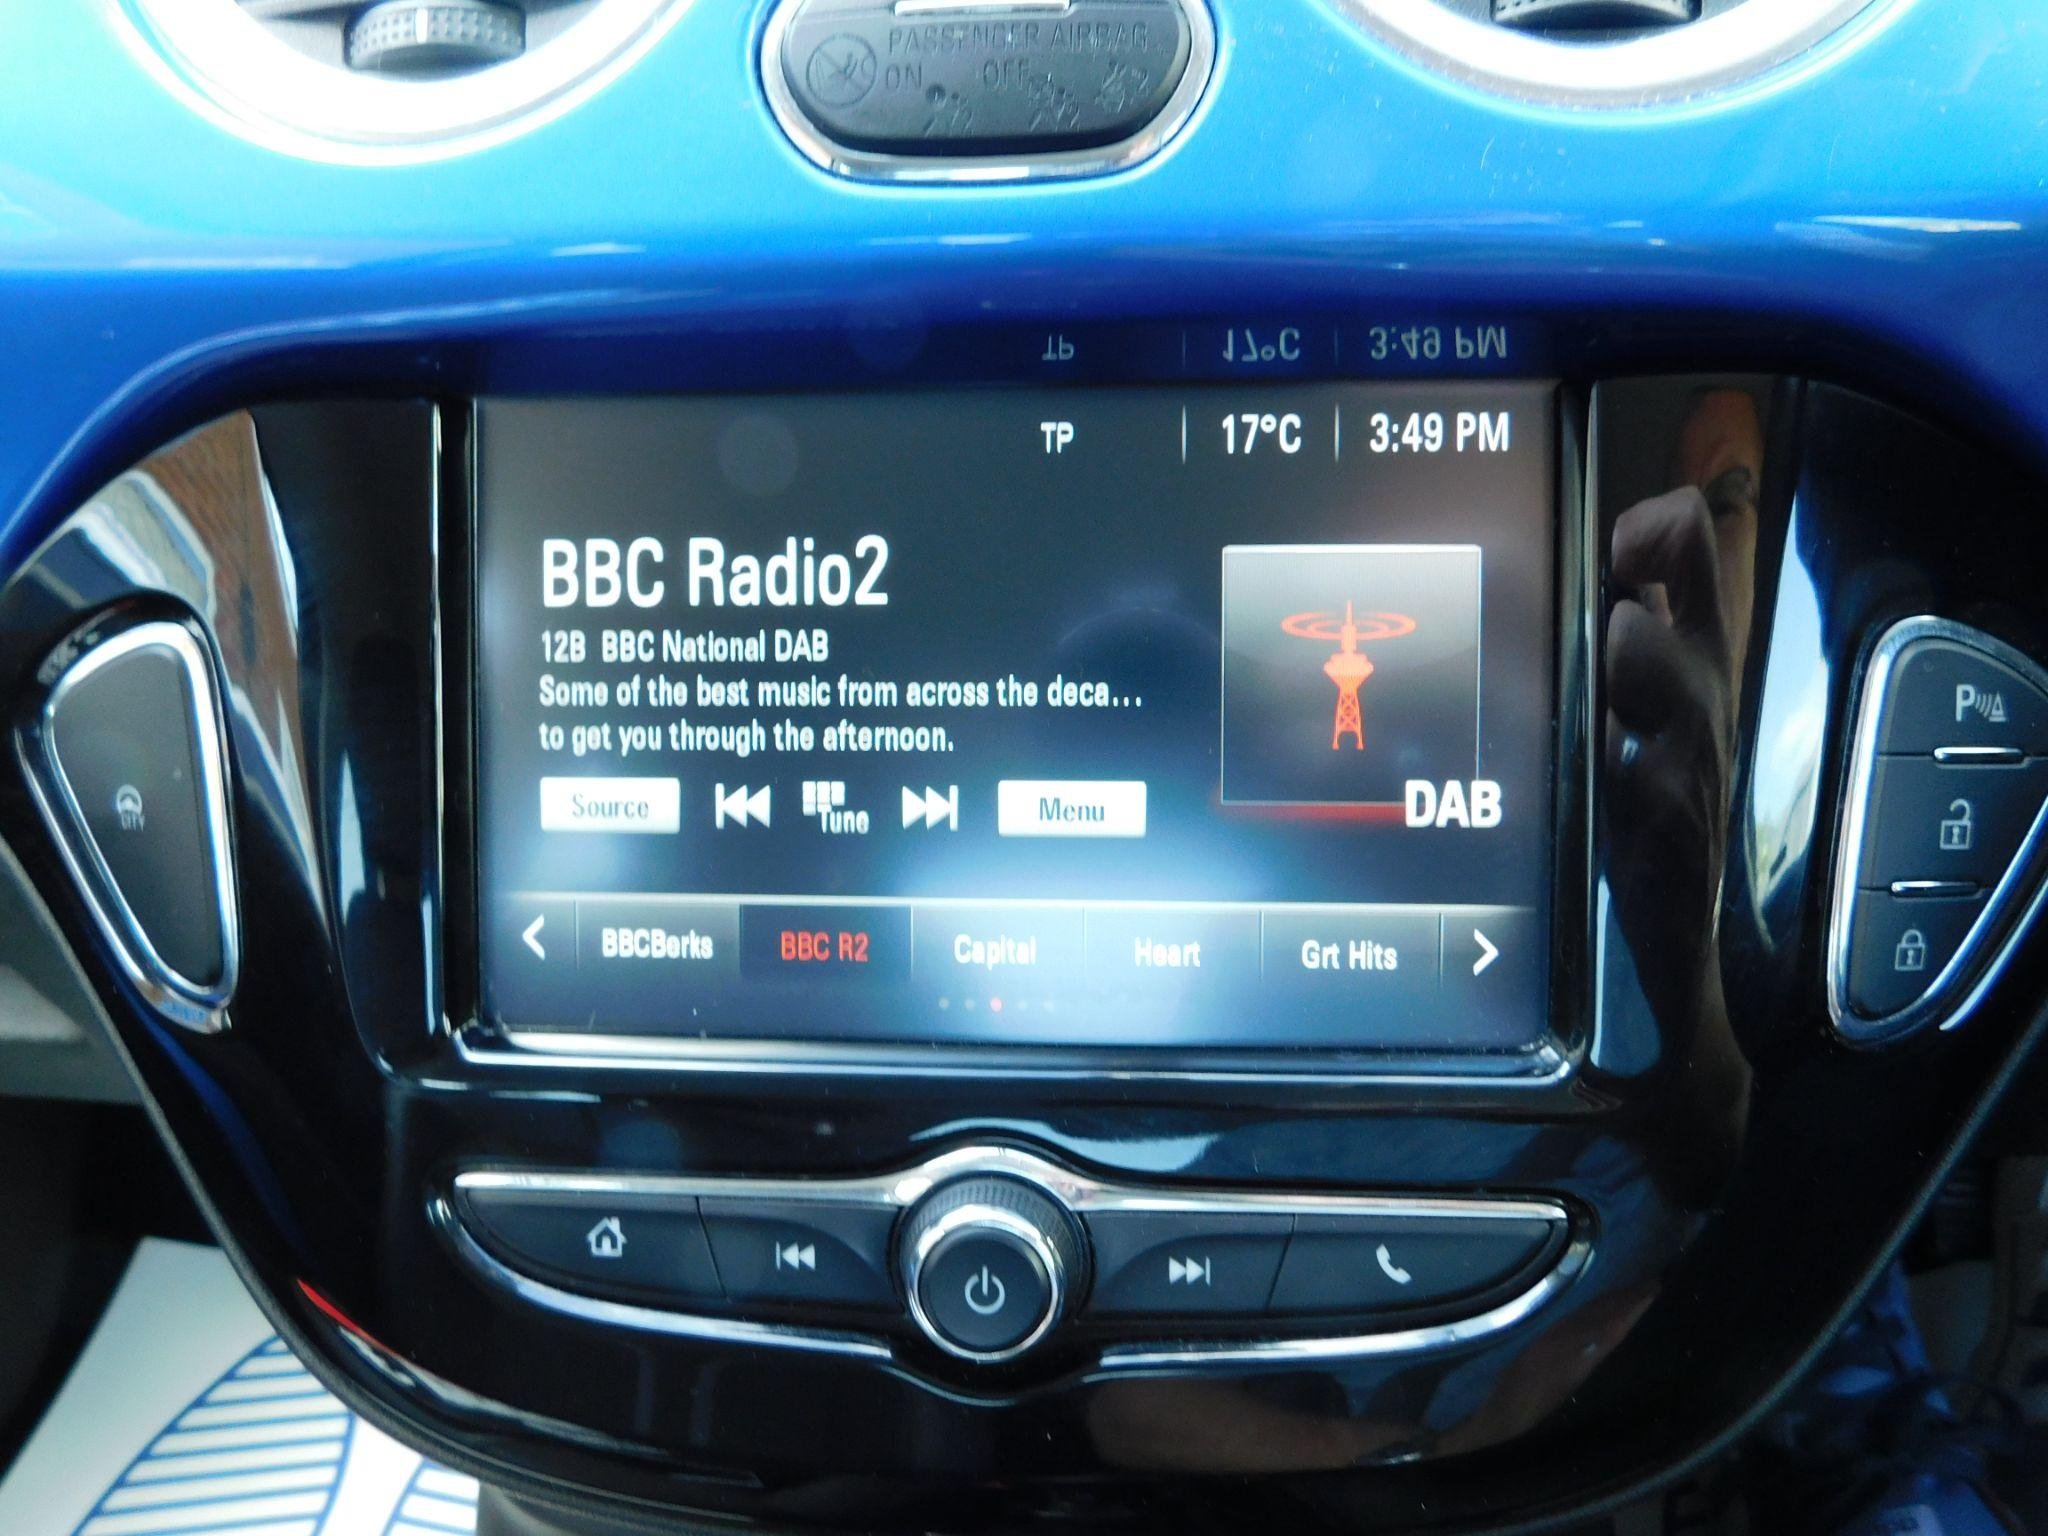 PASSENGER AIRBAG
ON OFF
TP 17°C 3:49 PM
TP 17°C 3:49 PM
BBC Radio2
12B BBC National DAB
Some of the best music from across the deca...
to get you through the afternoon.
Source Tune Menu
DAB
BBCBerks BBC R2 Capital Heart Grt Hits
CITY
P